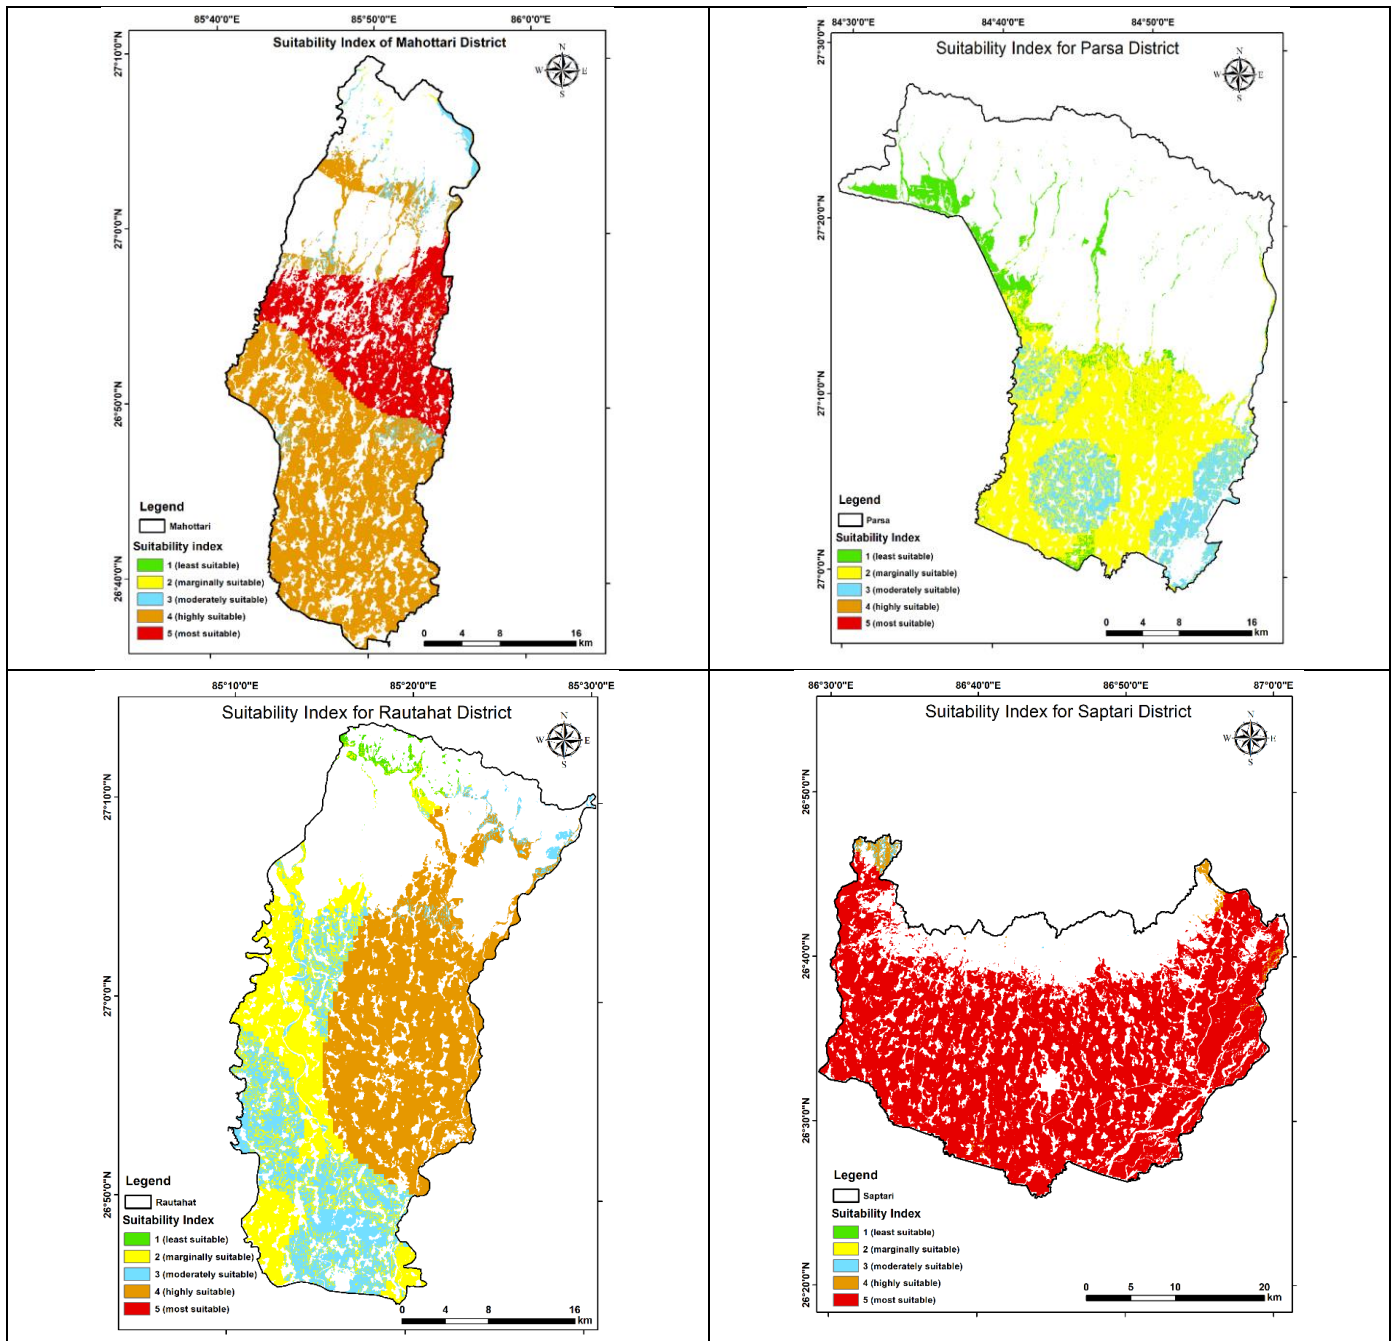 85°40'0"E 85°50'0"E 86°0'0"E
Suitability Index of Mahottari District
N
W E
S
27°10'0"N
27°0'0"N
26°50'0"N
26°40'0"N
Legend
Mahottari
Suitability index
1 (least suitable)
2 (marginally suitable)
3 (moderately suitable)
4 (highly suitable)
5 (most suitable)
0 4 8 16
km
84°30'0"E 84°40'0"E 84°50'0"E
Suitability Index for Parsa District
N
W E
S
27°30'0"N
27°20'0"N
27°10'0"N
27°0'0"N
Legend
Parsa
Suitability Index
1 (least suitable)
2 (marginally suitable)
3 (moderately suitable)
4 (highly suitable)
5 (most suitable)
0 4 8 16
km
85°10'0"E 85°20'0"E 85°30'0"E
Suitability Index for Rautahat District
N
W E
S
27°10'0"N
27°0'0"N
26°50'0"N
Legend
Rautahat
Suitability Index
1 (least suitable)
2 (marginally suitable)
3 (moderately suitable)
4 (highly suitable)
5 (most suitable)
0 4 8 16
km
86°30'0"E 86°40'0"E 86°50'0"E 87°0'0"E
Suitability Index for Saptari District
N
W E
S
26°50'0"N
26°40'0"N
26°30'0"N
26°20'0"N
Legend
Saptari
Suitability Index
1 (least suitable)
2 (marginally suitable)
3 (moderately suitable)
4 (highly suitable)
5 (most suitable)
0 5 10 20
km